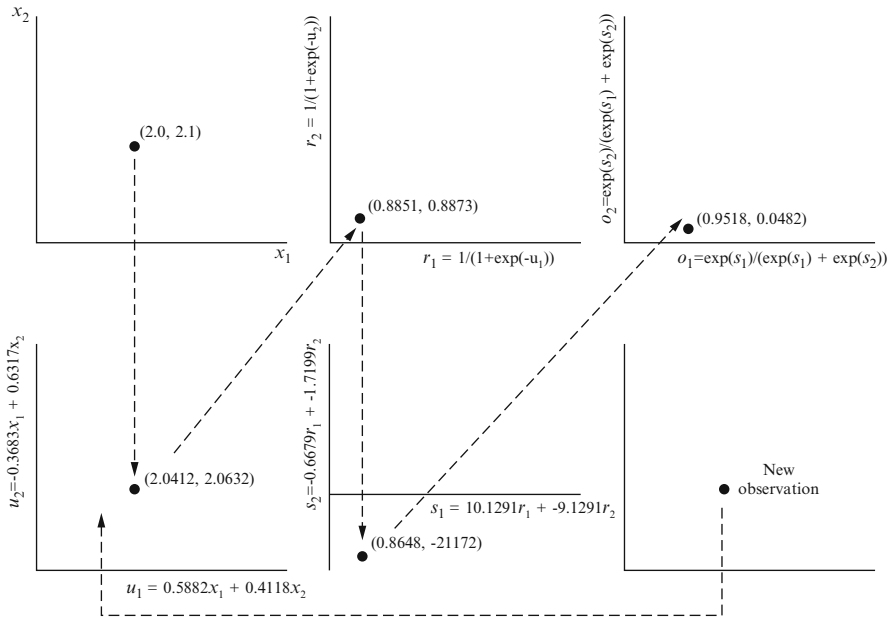 x₂
(2.0, 2.1)
x₁
r₂ = 1/(1+exp(-u₂)
(0.8851, 0.8873)
r₁ = 1/(1+exp(-u₁))
o₂=exp(s₂)/(exp(s₁) + exp(s₂)
(0.9518, 0.0482)
o₁=exp(s₁)/(exp(s₁) + exp(s₂))
u₂=-0.3683x₁ + 0.6317x₂
(2.0412, 2.0632)
u₁ = 0.5882x₁ + 0.4118x₂
s₂=-0.6679r₁ + -1.7199r₂
s₁ = 10.1291r₁ + -9.1291r₂
(0.8648, -21172)
New
observation